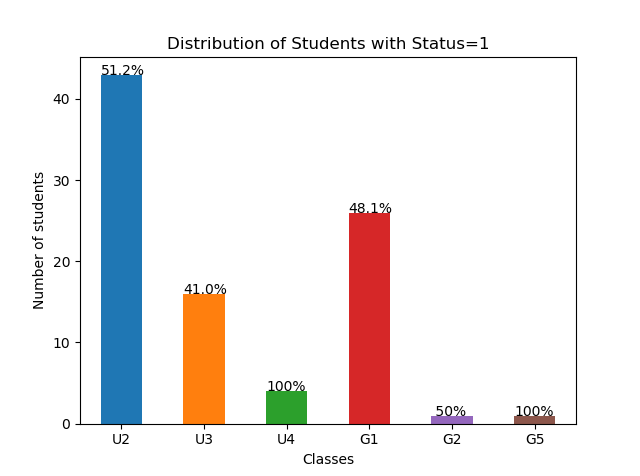 Distribution of Students with Status=1
Number of students
40
30
20
10
0
51.2%
41.0%
100%
48.1%
50%
100%
U2 U3 U4 G1 G2 G5
Classes